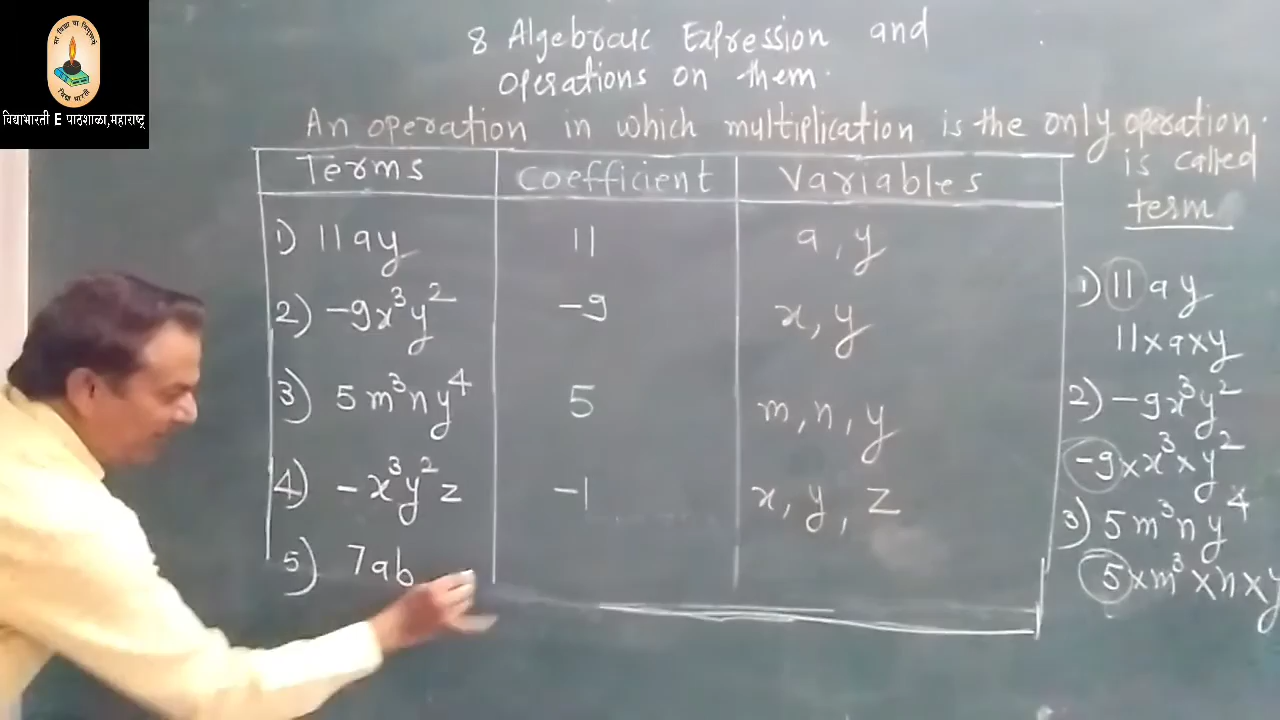 सा विद्या या विमुक्तये
विद्या भारती
विद्याभारती E पाठशाळा,महाराष्ट्र
8 Algebraic Expression and
operations on them.
An operation in which multiplication is the only operation.
is called
term
Terms Coefficient Variables
1) 11ay 11 a, y
2) -9x³y² -9 x, y
3) 5m³ny⁴ 5 m, n, y
4) -x³y²z -1 x, y, z
5) 7ab
1) 11ay
11×a×y
2) -9x³y²
-9×x³×y²
3) 5m³ny⁴
5×m³×n×y